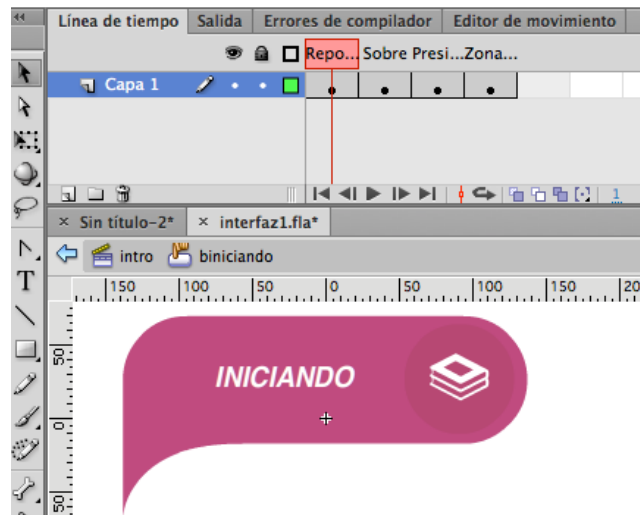 Línea de tiempo Salida Errores de compilador Editor de movimiento
Repo... Sobre Presi...Zona...
Capa 1
1
× Sin título-2* × interfaz1.fla*
intro biniciando
150 100 50 0 50 100 150 20
50
0
50
INICIANDO
T